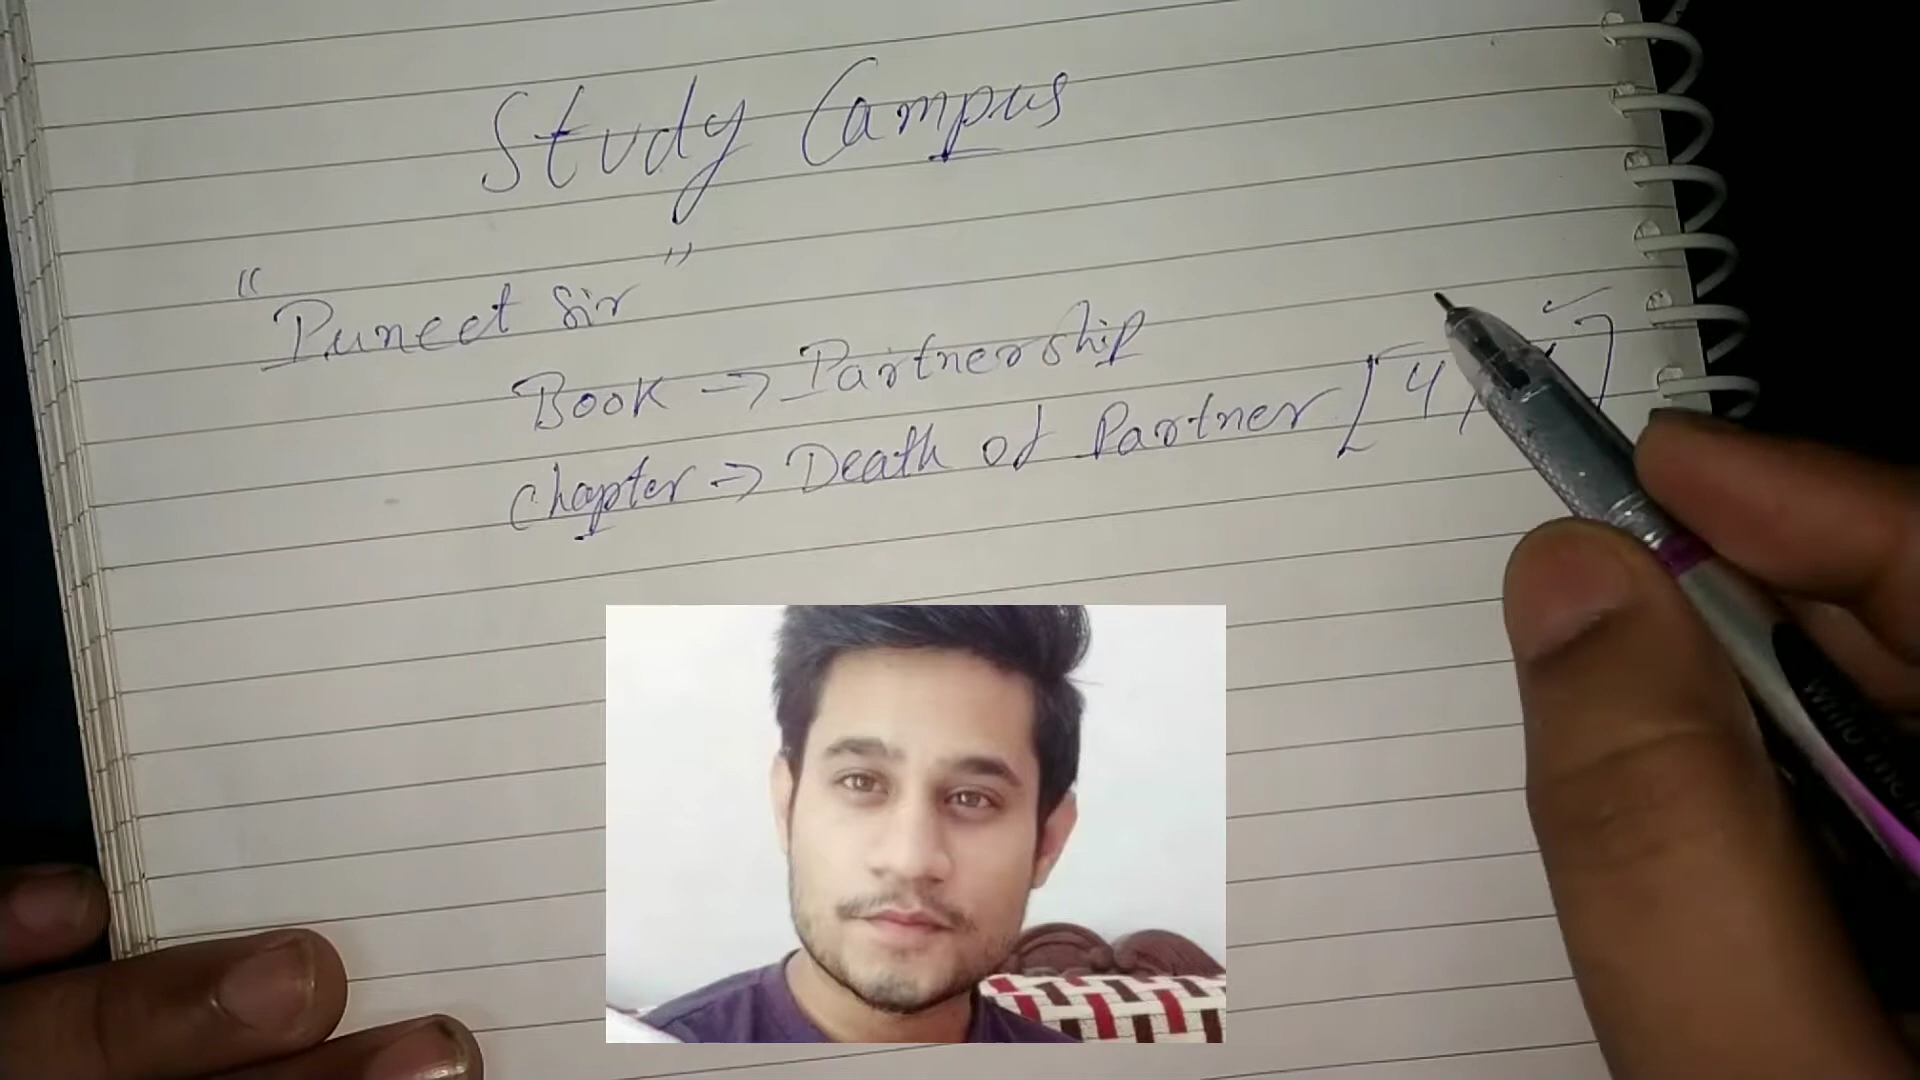 Study Campus
"Puneet Sir"
Book → Partnership
Chapter → Death of Partner [4